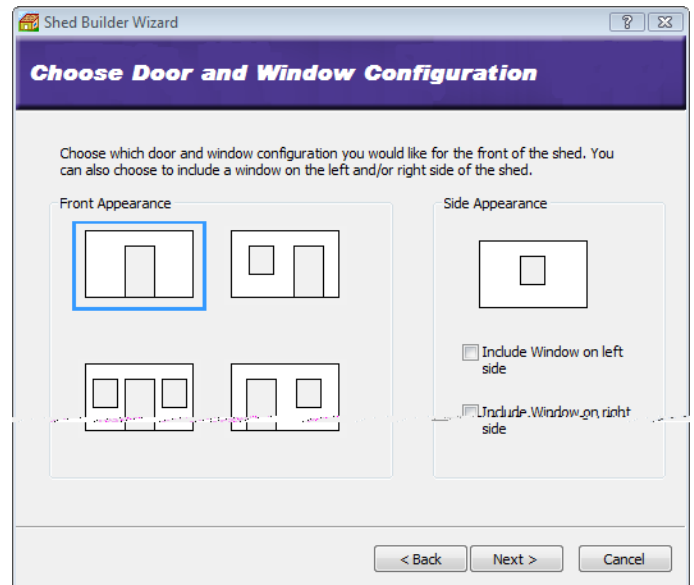 Shed Builder Wizard
Choose Door and Window Configuration
Choose which door and window configuration you would like for the front of the shed. You
can also choose to include a window on the left and/or right side of the shed.
Front Appearance
Side Appearance
Include Window on left
side
Include Window on right
side
< Back
Next >
Cancel